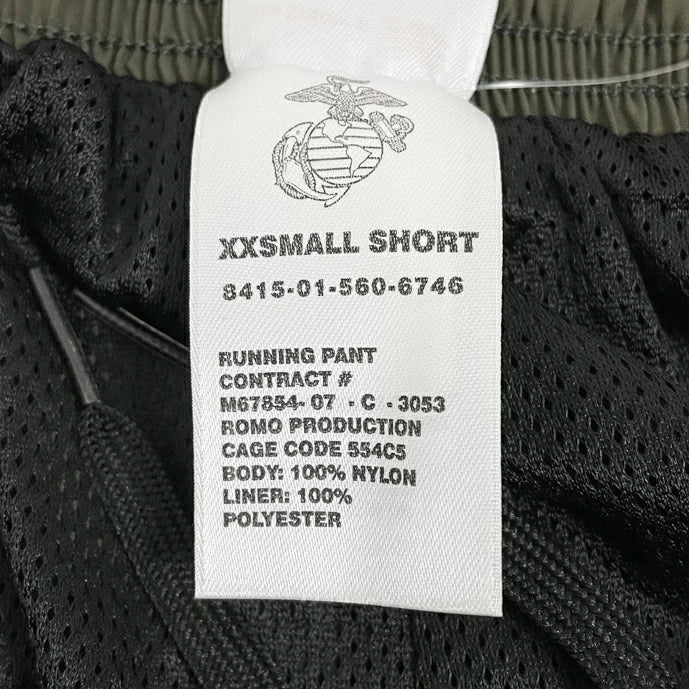 XXSMALL SHORT
8415-01-560-6746
RUNNING PANT
CONTRACT #
M67854- 07 - C - 3053
ROMO PRODUCTION
CAGE CODE 554C5
BODY: 100% NYLON
LINER: 100%
POLYESTER